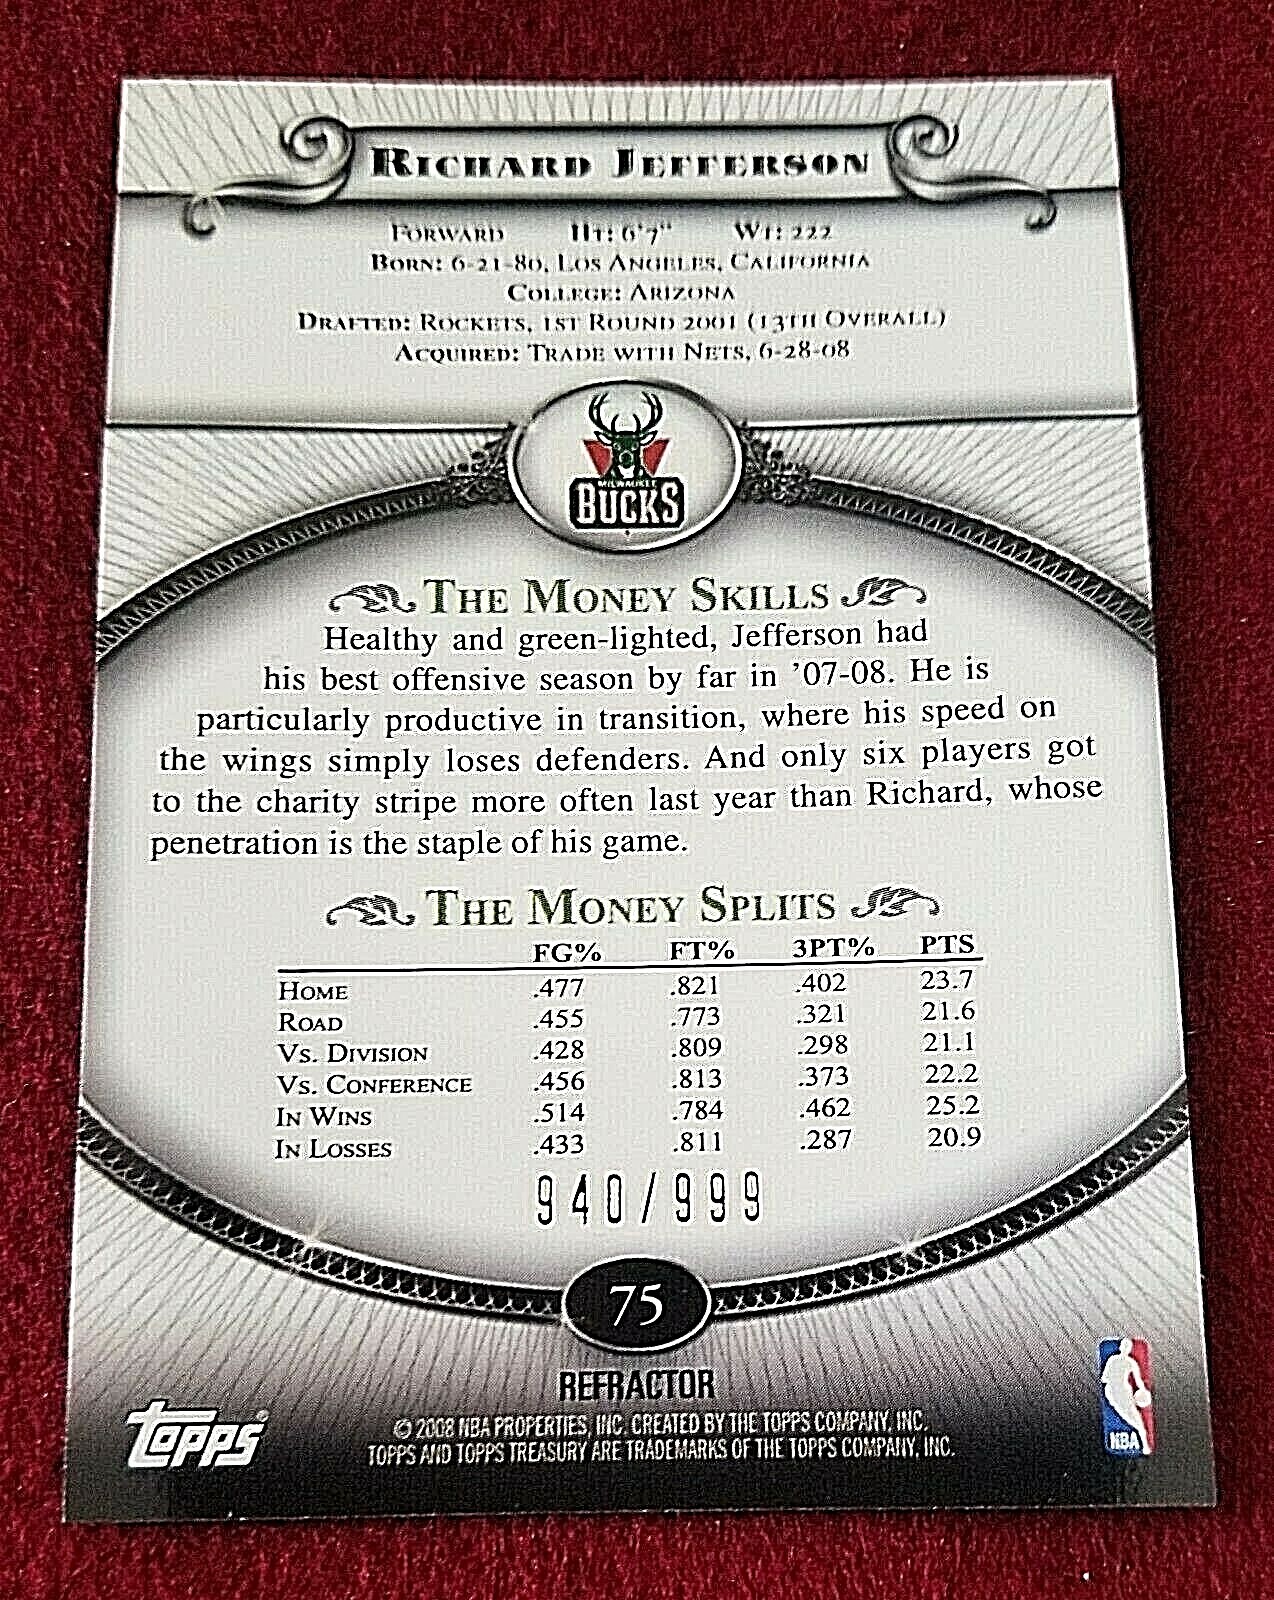 RICHARD JEFFERSON
FORWARD HT: 6'7" WT: 222
BORN: 6-21-80, LOS ANGELES, CALIFORNIA
COLLEGE: ARIZONA
DRAFTED: ROCKETS, 1ST ROUND 2001 (13TH OVERALL)
ACQUIRED: TRADE WITH NETS, 6-28-08
MILWAUKEE
BUCKS
THE MONEY SKILLS
Healthy and green-lighted, Jefferson had
his best offensive season by far in ’07-08. He is
particularly productive in transition, where his speed on
the wings simply loses defenders. And only six players got
to the charity stripe more often last year than Richard, whose
penetration is the staple of his game.
THE MONEY SPLITS
FG% FT% 3PT% PTS
HOME .477 .821 .402 23.7
ROAD .455 .773 .321 21.6
VS. DIVISION .428 .809 .298 21.1
VS. CONFERENCE .456 .813 .373 22.2
IN WINS .514 .784 .462 25.2
IN LOSSES .433 .811 .287 20.9
940/999
75
REFRACTOR
© 2008 NBA PROPERTIES, INC. CREATED BY THE TOPPS COMPANY, INC.
TOPPS AND TOPPS TREASURY ARE TRADEMARKS OF THE TOPPS COMPANY, INC.
Topps®
NBA